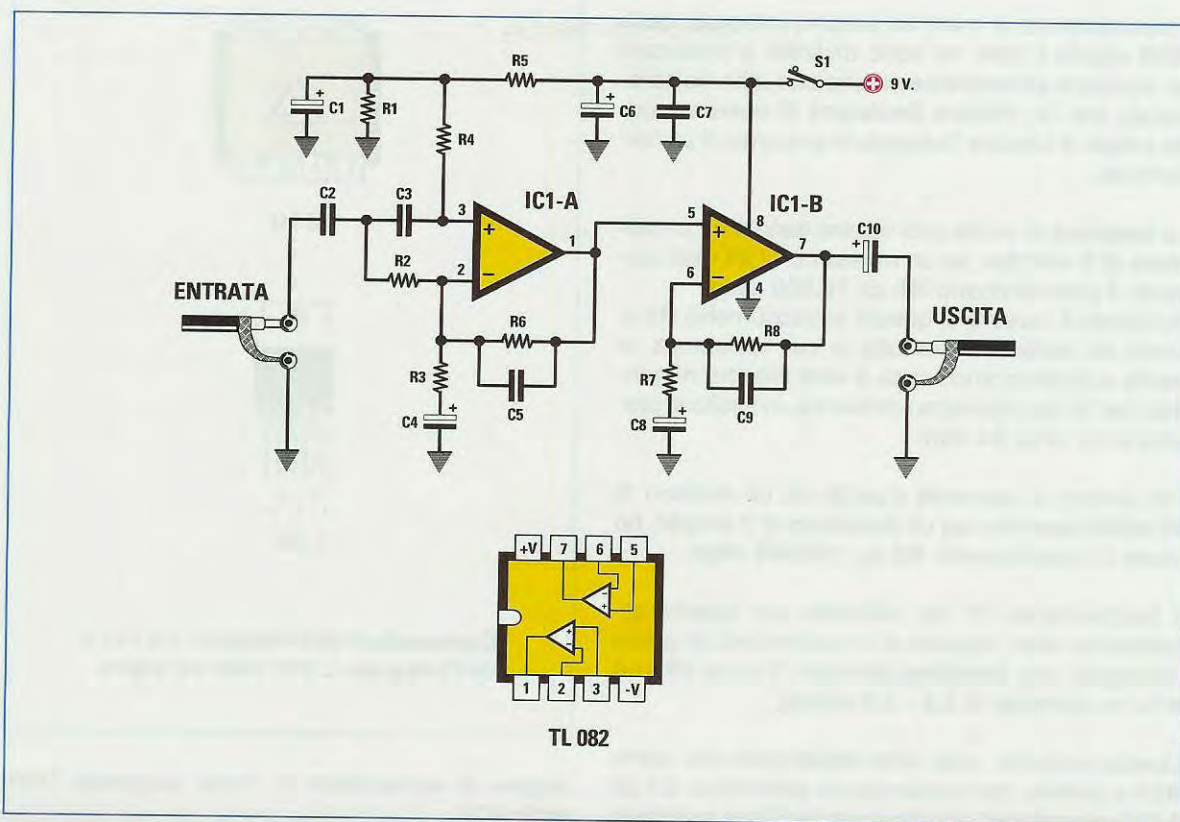 S1
R5
9 V.
C1
R1
C6
C7
R4
IC1-A
IC1-B
C2
C3
3
8
5
C10
+
1
+
7
R2
2
−
6
−
4
ENTRATA
USCITA
R6
R8
R3
R7
C4
C5
C8
C9
+V
7
6
5
1
2
3
-V
TL 082